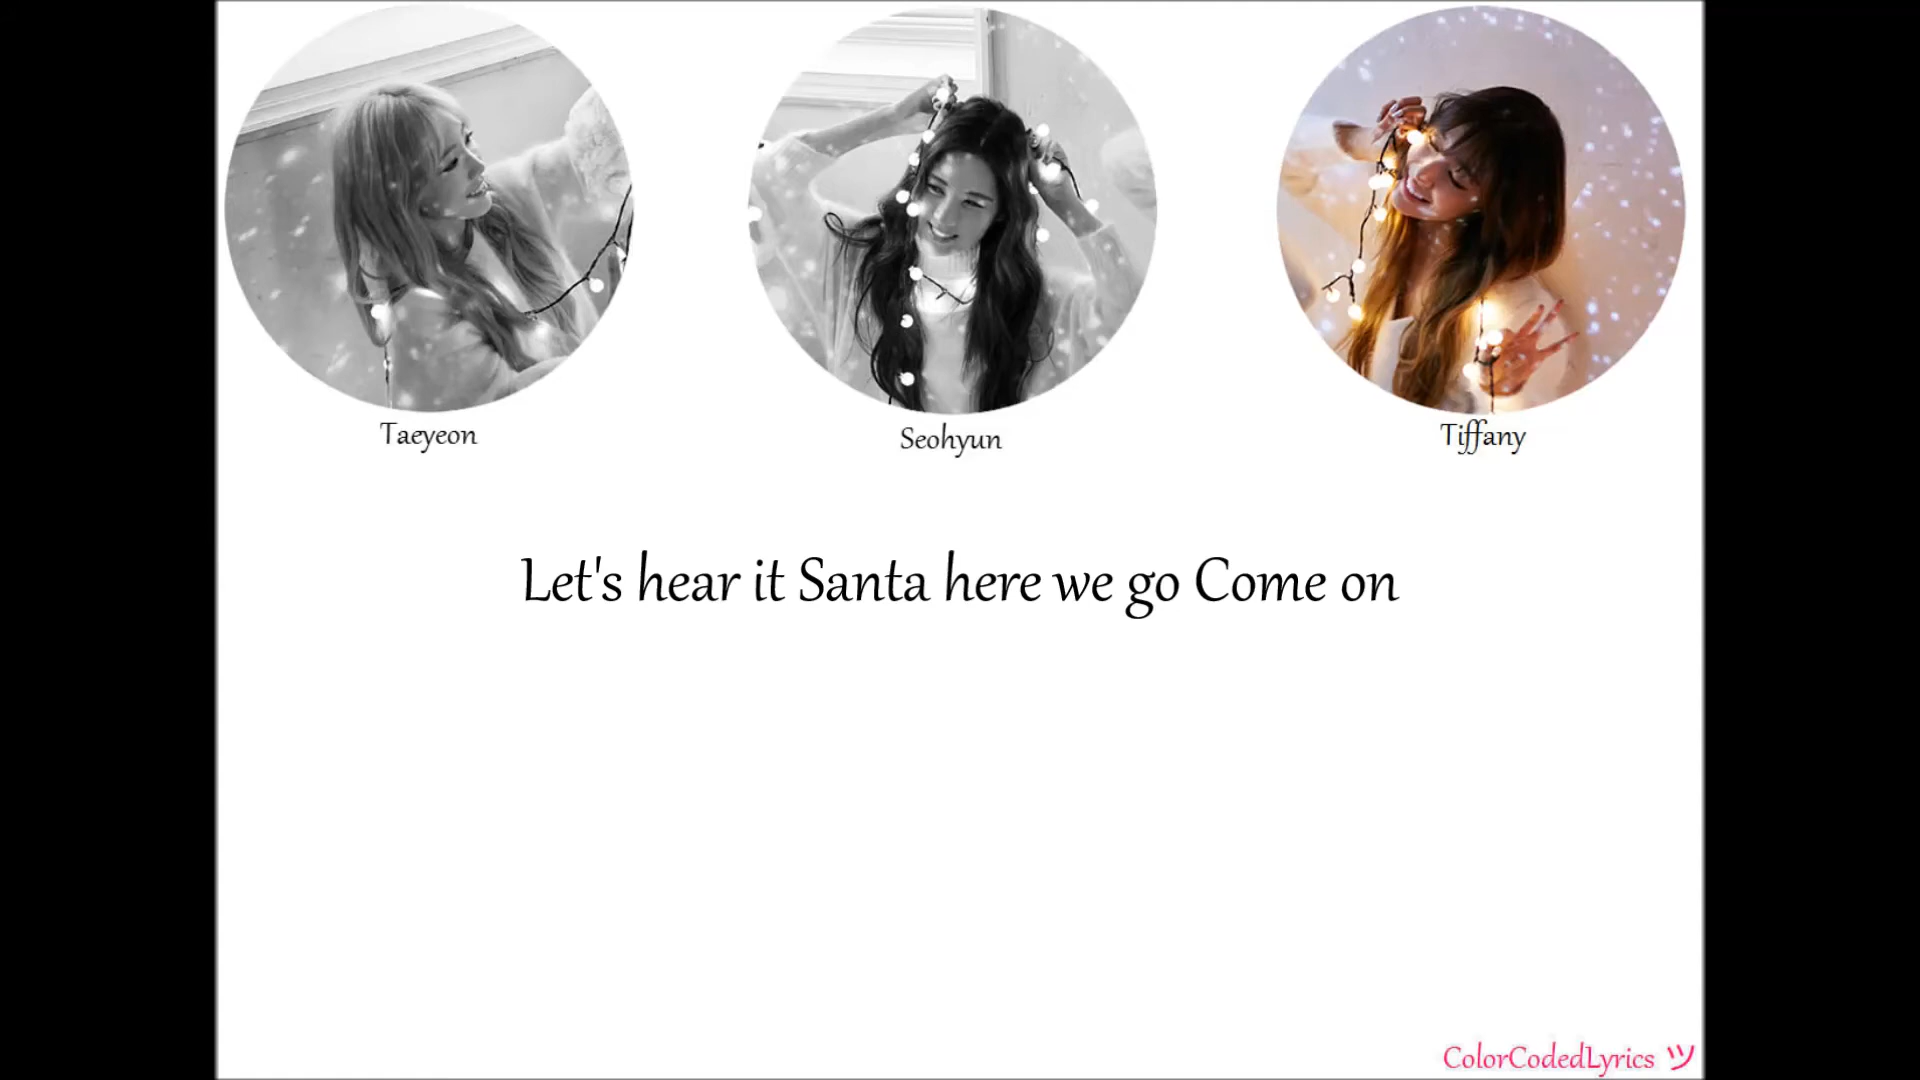 Taeyeon
Seohyun
Tiffany
Let's hear it Santa here we go Come on
ColorCodedLyrics ツ